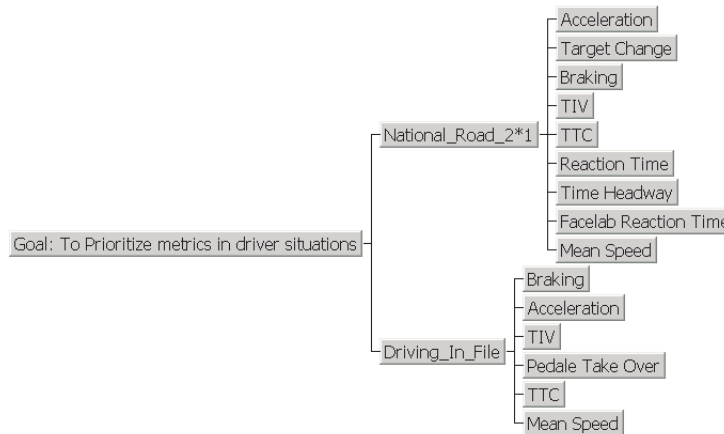 Acceleration
Target Change
Braking
TIV
National_Road_2*1
TTC
Reaction Time
Time Headway
Facelab Reaction Time
Goal: To Prioritize metrics in driver situations
Mean Speed
Braking
Acceleration
TIV
Driving_In_File
Pedale Take Over
TTC
Mean Speed